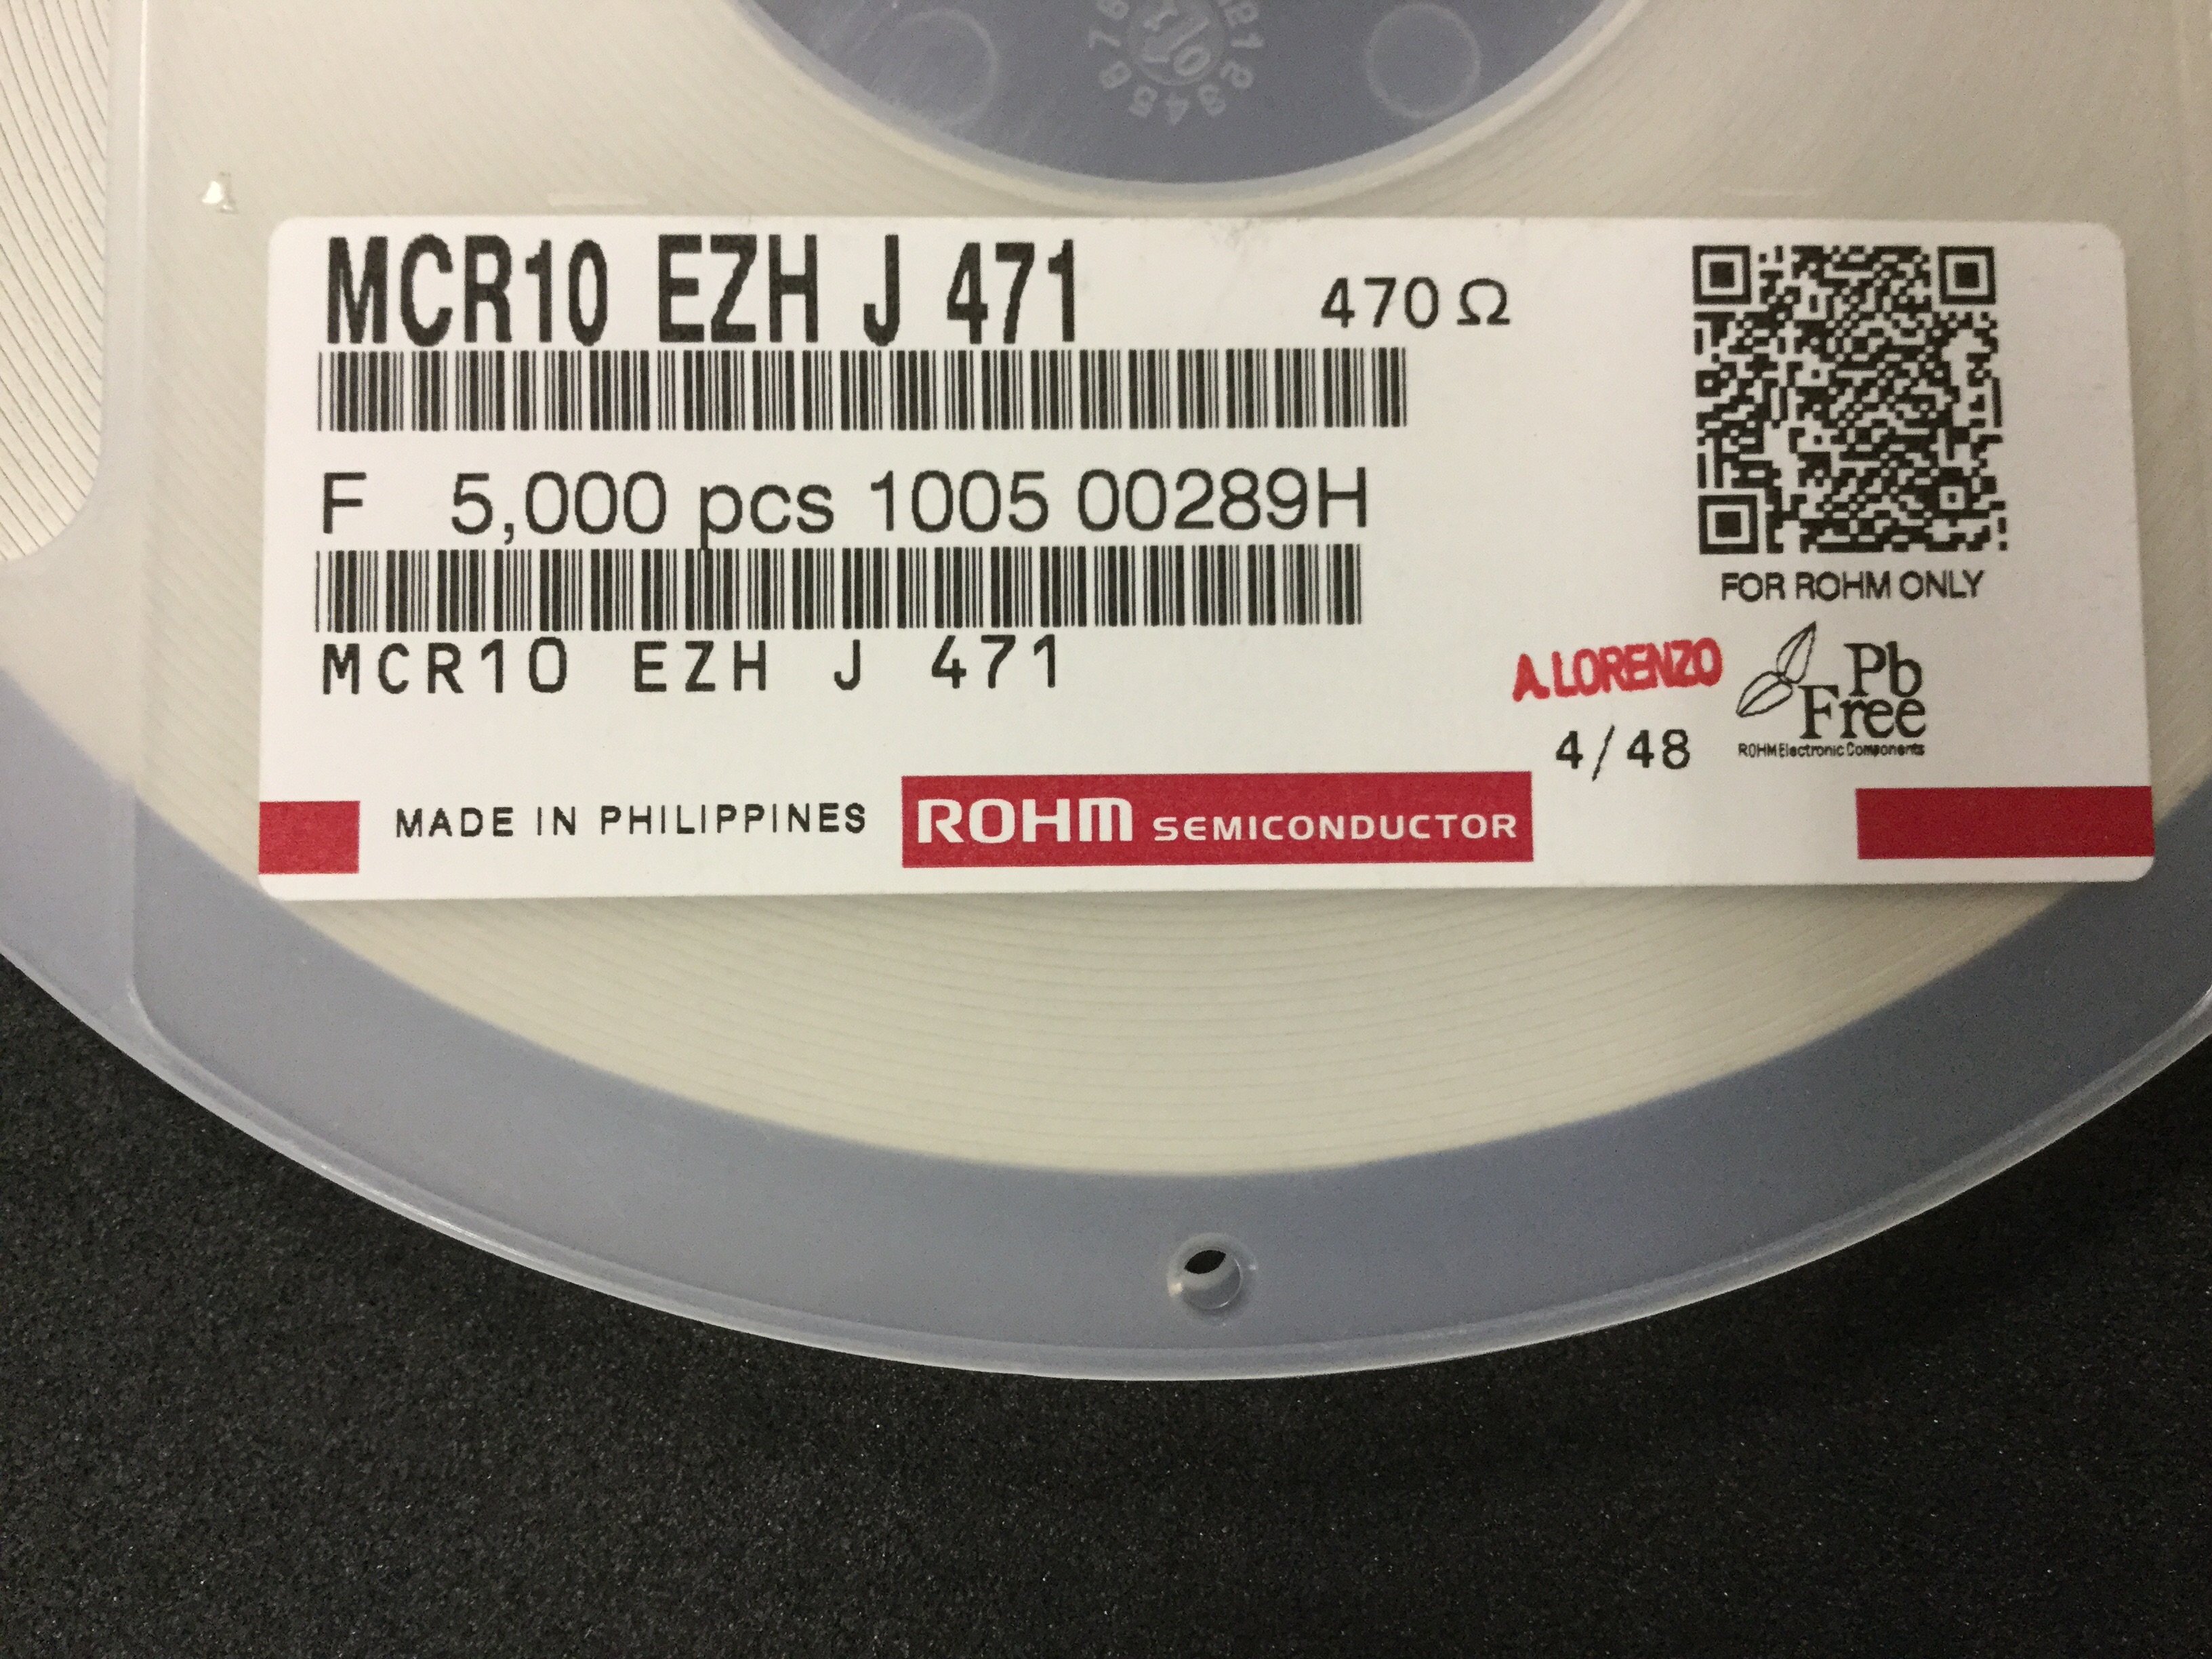 MCR10 EZH J 471 470Ω
F 5,000 pcs 1005 00289H
FOR ROHM ONLY
MCR10 EZH J 471
A.LORENZO
Pb
Free
ROHM Electronic Components
4/48
MADE IN PHILIPPINES
ROHM SEMICONDUCTOR